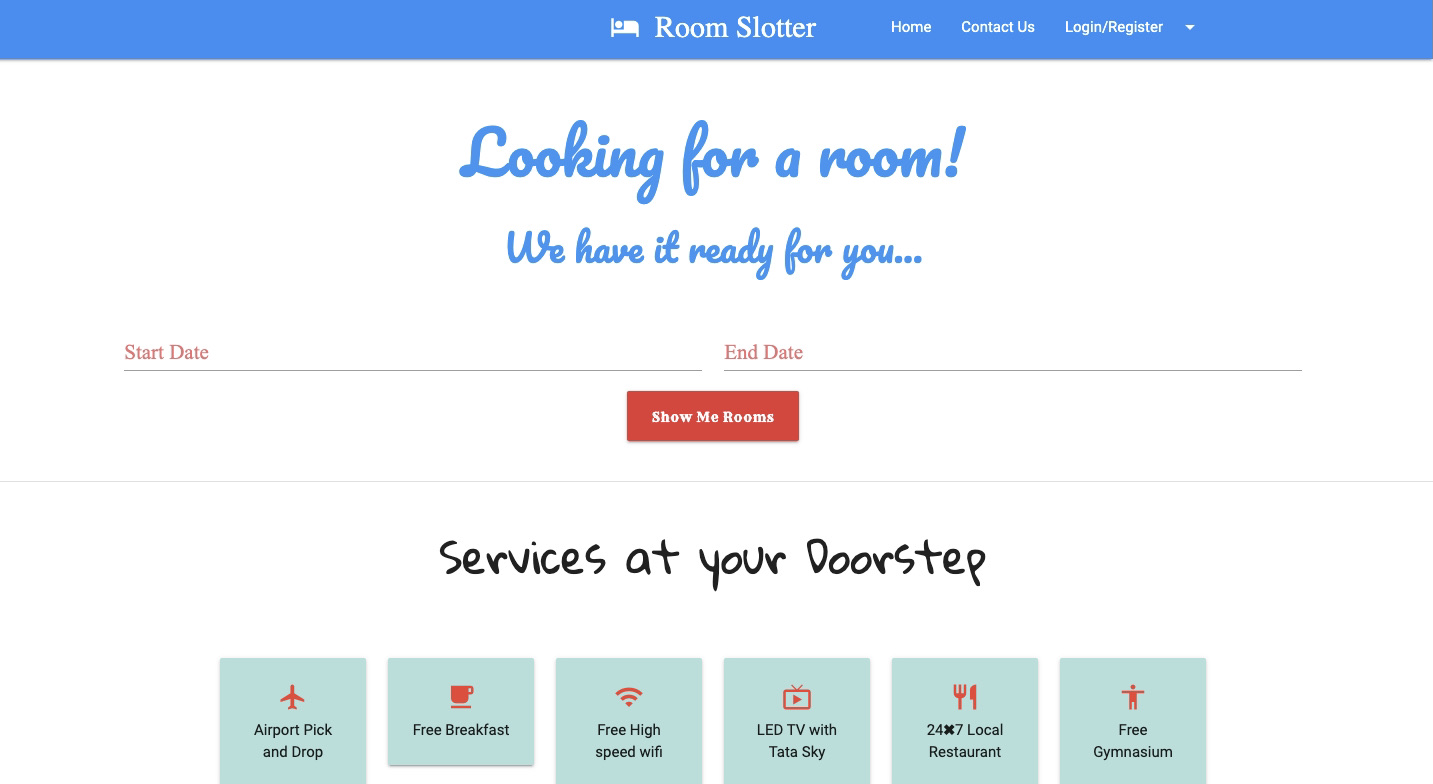 Room Slotter
Home
Contact Us
Login/Register
Looking for a room!
We have it ready for you...
Start Date
End Date
Show Me Rooms
Services at your Doorstep
Airport Pick
and Drop
Free Breakfast
Free High
speed wifi
LED TV with
Tata Sky
24✖7 Local
Restaurant
Free
Gymnasium